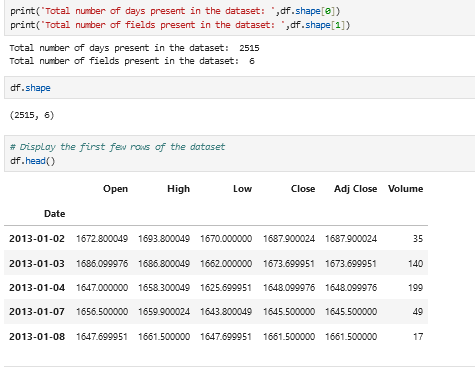 print('Total number of days present in the dataset: ',df.shape[0])
print('Total number of fields present in the dataset: ',df.shape[1])
Total number of days present in the dataset:  2515
Total number of fields present in the dataset:  6
df.shape
(2515, 6)
# Display the first few rows of the dataset
df.head()
Open High Low Close Adj Close Volume
Date
2013-01-02 1672.800049 1693.800049 1670.000000 1687.900024 1687.900024 35
2013-01-03 1686.099976 1686.800049 1662.000000 1673.699951 1673.699951 140
2013-01-04 1647.000000 1658.300049 1625.699951 1648.099976 1648.099976 199
2013-01-07 1656.500000 1659.900024 1643.800049 1645.500000 1645.500000 49
2013-01-08 1647.699951 1661.500000 1647.699951 1661.500000 1661.500000 17